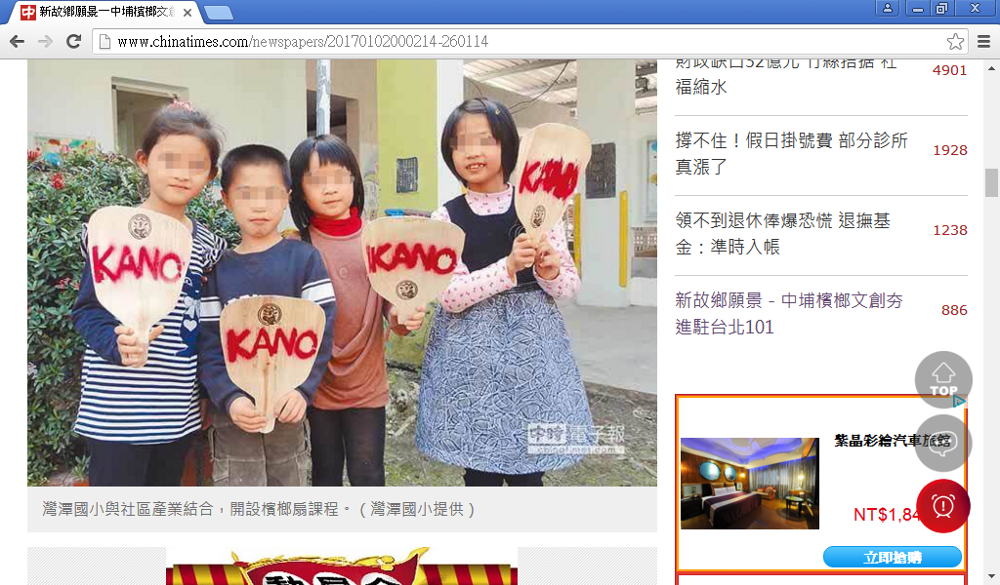 新故鄉願景－中埔檳榔文創
www.chinatimes.com/newspapers/20170102000214-260114
KANO
KANO
KANO
KANO
中時電子報
chinatimes.com
灣潭國小與社區產業結合，開設檳榔扇課程。（灣潭國小提供）
財政缺口52億元 竹縣拮据 社
福縮水
4901
撐不住！假日掛號費 部分診所
真漲了
1928
領不到退休俸爆恐慌 退撫基
金：準時入帳
1238
新故鄉願景－中埔檳榔文創夯
進駐台北101
886
TOP
紫晶彩繪汽車旅館
NT$1,84
立即搶購